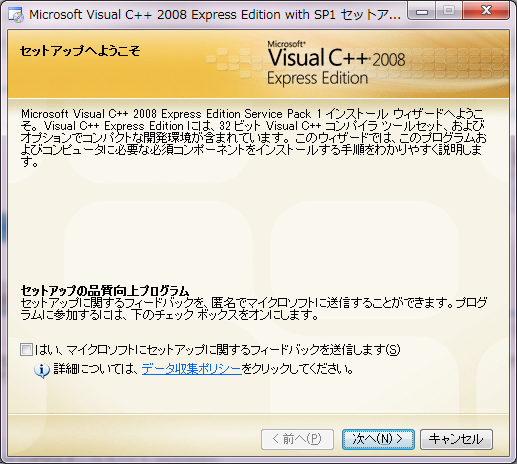 Microsoft Visual C++ 2008 Express Edition with SP1 セットア...
セットアップへようこそ
Microsoft®
Visual C++ 2008
Express Edition
Microsoft Visual C++ 2008 Express Edition Service Pack 1 インストール ウィザードへようこ
そ。 Visual C++ Express Edition には、32 ビット Visual C++ コンパイラ ツールセット、および
オプションでコンパクトな開発環境が含まれています。 このウィザードでは、このプログラムお
よびコンピュータに必要な必須コンポーネントをインストールする手順をわかりやすく説明しま
す。
セットアップの品質向上プログラム
セットアップに関するフィードバックを、匿名でマイクロソフトに送信することができます。プログ
ラムに参加するには、下のチェック ボックスをオンにします。
はい、マイクロソフトにセットアップに関するフィードバックを送信します(S)
詳細については、データ収集ポリシーをクリックしてください。
< 前へ(P)
次へ(N) >
キャンセル